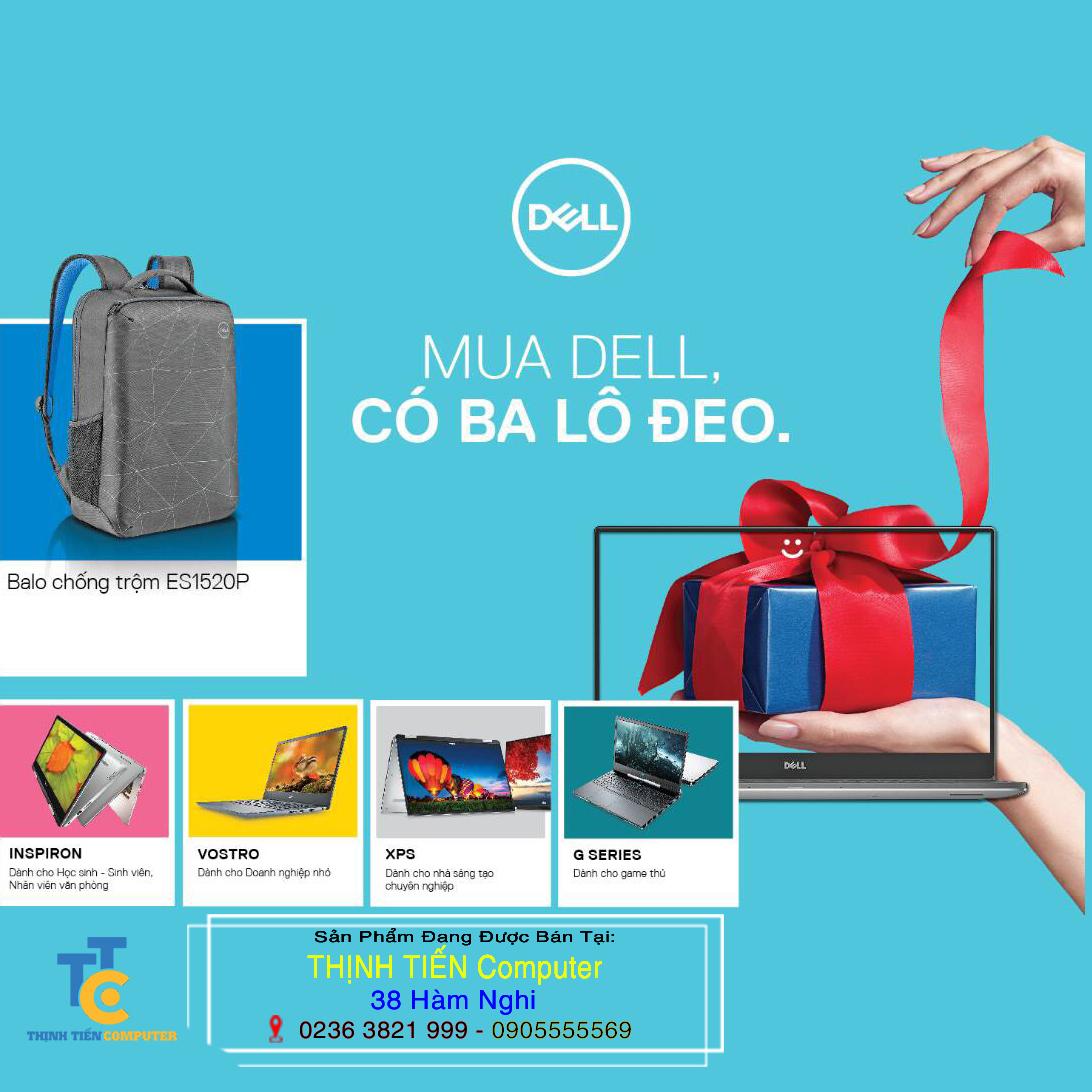 DELL
MUA DELL,
CÓ BA LÔ ĐEO.
Balo chống trộm ES1520P
DELL
INSPIRON
Dành cho Học sinh - Sinh viên,
Nhân viên văn phòng
VOSTRO
Dành cho Doanh nghiệp nhỏ
XPS
Dành cho nhà sáng tạo
chuyên nghiệp
G SERIES
Dành cho game thủ
TTC
THỊNH TIẾN COMPUTER
Sản Phẩm Đang Được Bán Tại:
THỊNH TIẾN Computer
38 Hàm Nghi
0236 3821 999 - 0905555569